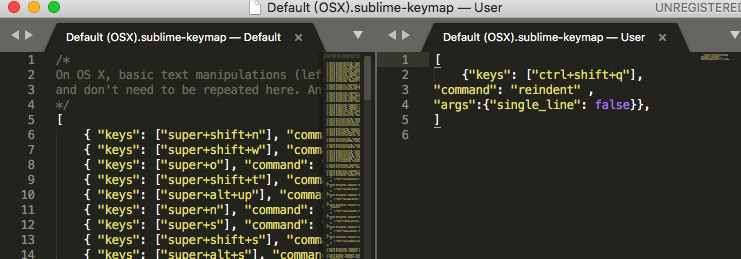 Default (OSX).sublime-keymap — User
UNREGISTERED
Default (OSX).sublime-keymap — Default ×
1 /*
2 On OS X, basic text manipulations (lef
3 and don't need to be repeated here. An
4 */
5 [
6 { "keys": ["super+shift+n"], "comm
7 { "keys": ["super+shift+w"], "comm
8 { "keys": ["super+o"], "command":
9 { "keys": ["super+shift+t"], "comm
10 { "keys": ["super+alt+up"], "comma
11 { "keys": ["super+n"], "command":
12 { "keys": ["super+s"], "command":
13 { "keys": ["super+shift+s"], "comm
14 { "keys": ["super+alt+s"], "comman
Default (OSX).sublime-keymap — User ×
1 [
2 {"keys": ["ctrl+shift+q"],
3 "command": "reindent" ,
4 "args":{"single_line": false}},
5 ]
6